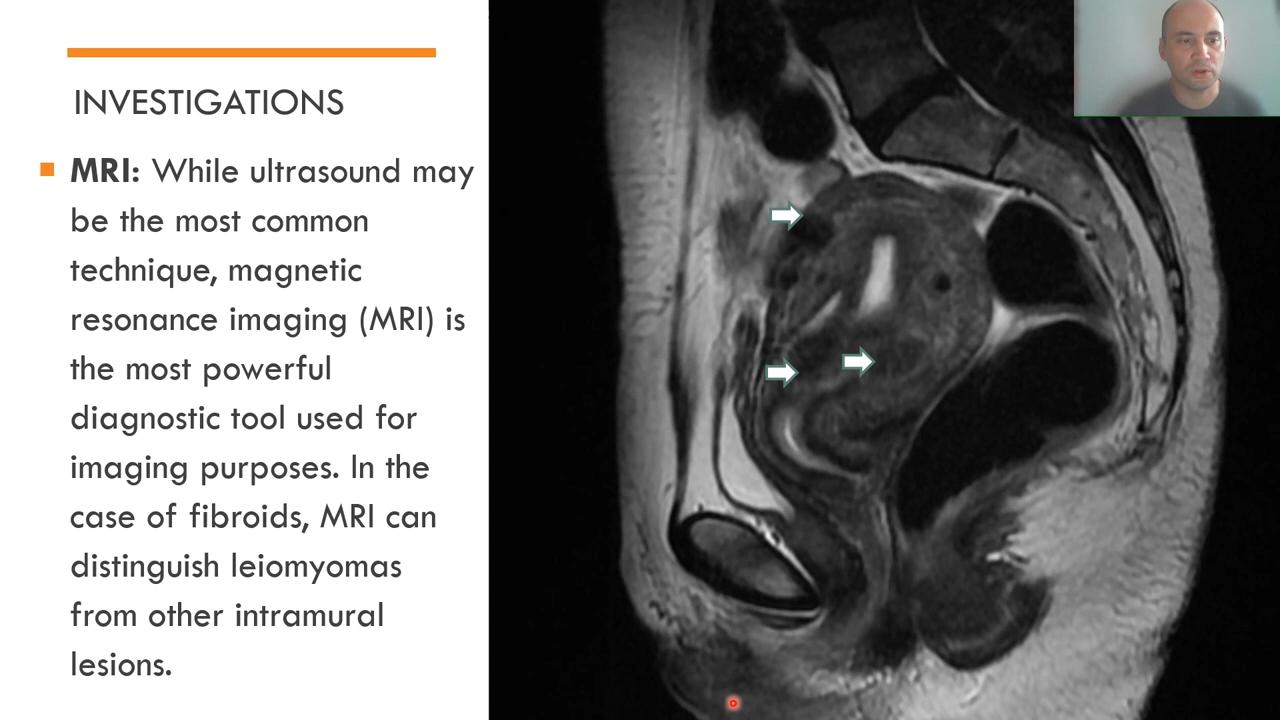 INVESTIGATIONS
MRI: While ultrasound may
be the most common
technique, magnetic
resonance imaging (MRI) is
the most powerful
diagnostic tool used for
imaging purposes. In the
case of fibroids, MRI can
distinguish leiomyomas
from other intramural
lesions.